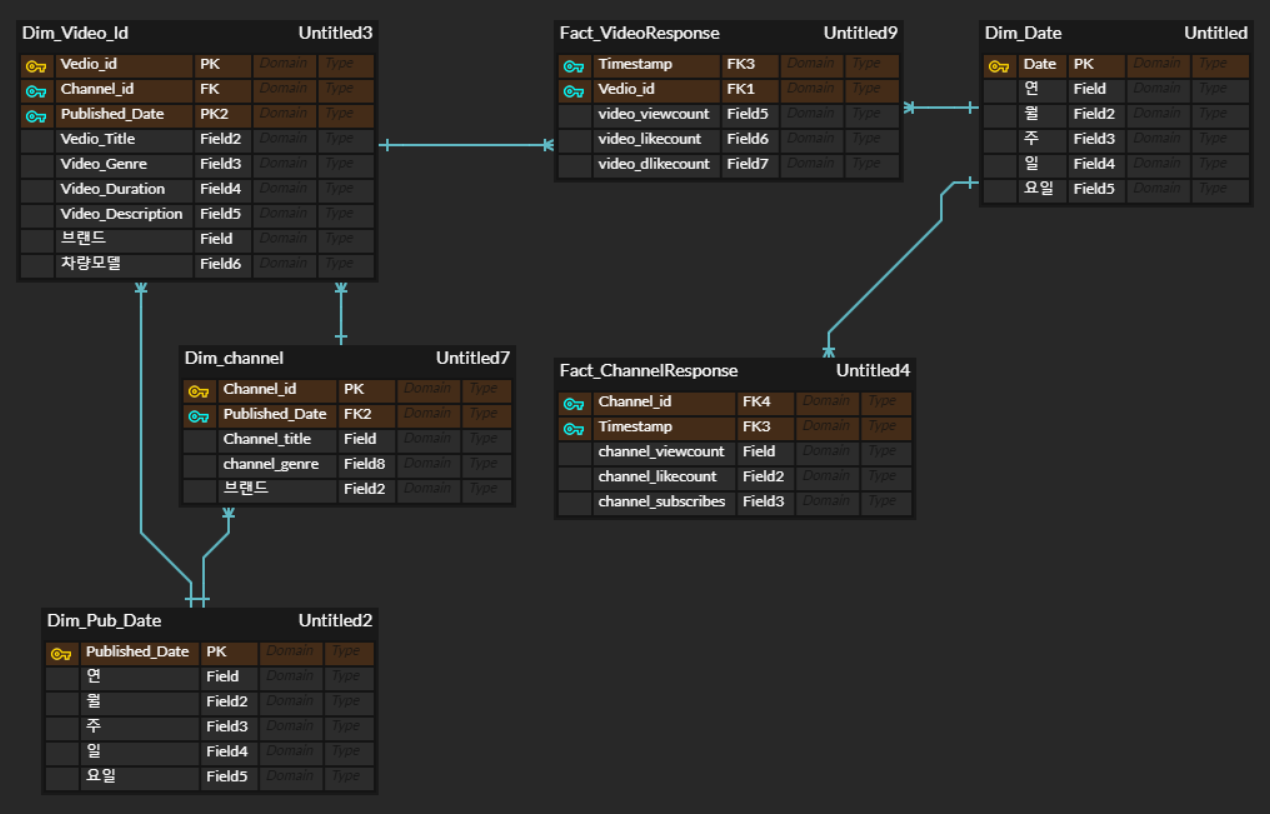 Dim_Video_Id Untitled3
Vedio_id PK Domain Type
Channel_id FK Domain Type
Published_Date PK2 Domain Type
Vedio_Title Field2 Domain Type
Video_Genre Field3 Domain Type
Video_Duration Field4 Domain Type
Video_Description Field5 Domain Type
브랜드 Field Domain Type
차량모델 Field6 Domain Type
Fact_VideoResponse Untitled9
Timestamp FK3 Domain Type
Vedio_id FK1 Domain Type
video_viewcount Field5 Domain Type
video_likecount Field6 Domain Type
video_dlikecount Field7 Domain Type
Dim_Date Untitled
Date PK Domain Type
연 Field Domain Type
월 Field2 Domain Type
주 Field3 Domain Type
일 Field4 Domain Type
요일 Field5 Domain Type
Dim_channel Untitled7
Channel_id PK Domain Type
Published_Date FK2 Domain Type
Channel_title Field Domain Type
channel_genre Field8 Domain Type
브랜드 Field2 Domain Type
Fact_ChannelResponse Untitled4
Channel_id FK4 Domain Type
Timestamp FK3 Domain Type
channel_viewcount Field Domain Type
channel_likecount Field2 Domain Type
channel_subscribes Field3 Domain Type
Dim_Pub_Date Untitled2
Published_Date PK Domain Type
연 Field Domain Type
월 Field2 Domain Type
주 Field3 Domain Type
일 Field4 Domain Type
요일 Field5 Domain Type